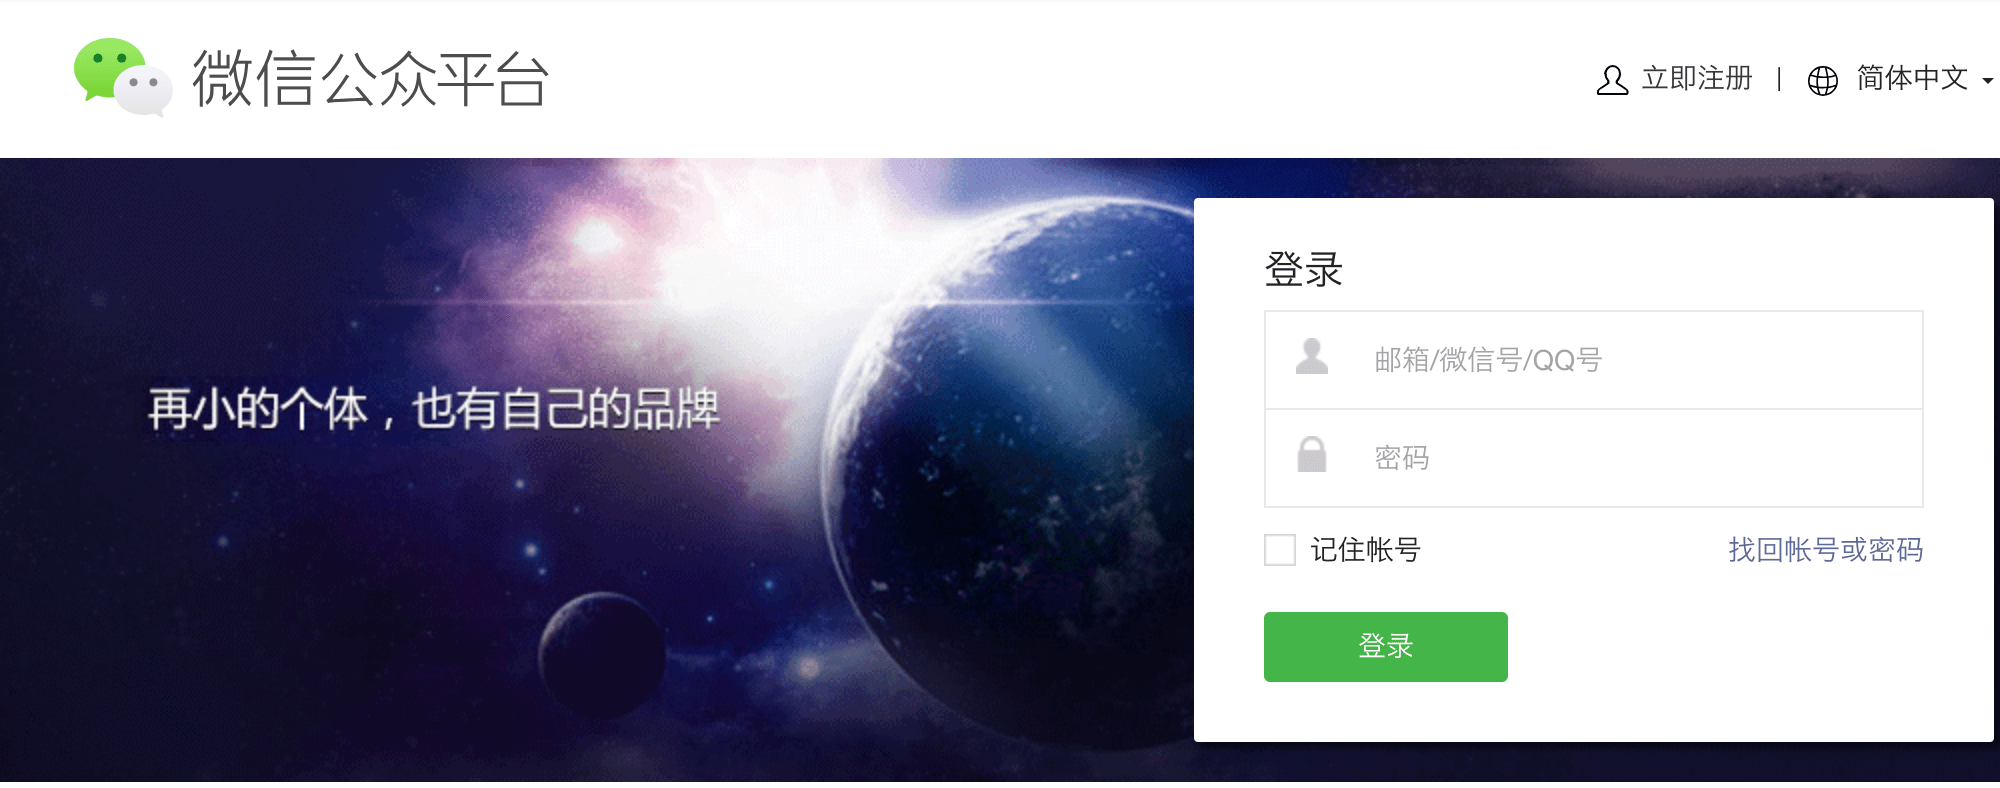 微信公众平台
立即注册 | 简体中文
登录
邮箱/微信号/QQ号
再小的个体，也有自己的品牌
密码
记住帐号 找回帐号或密码
登录